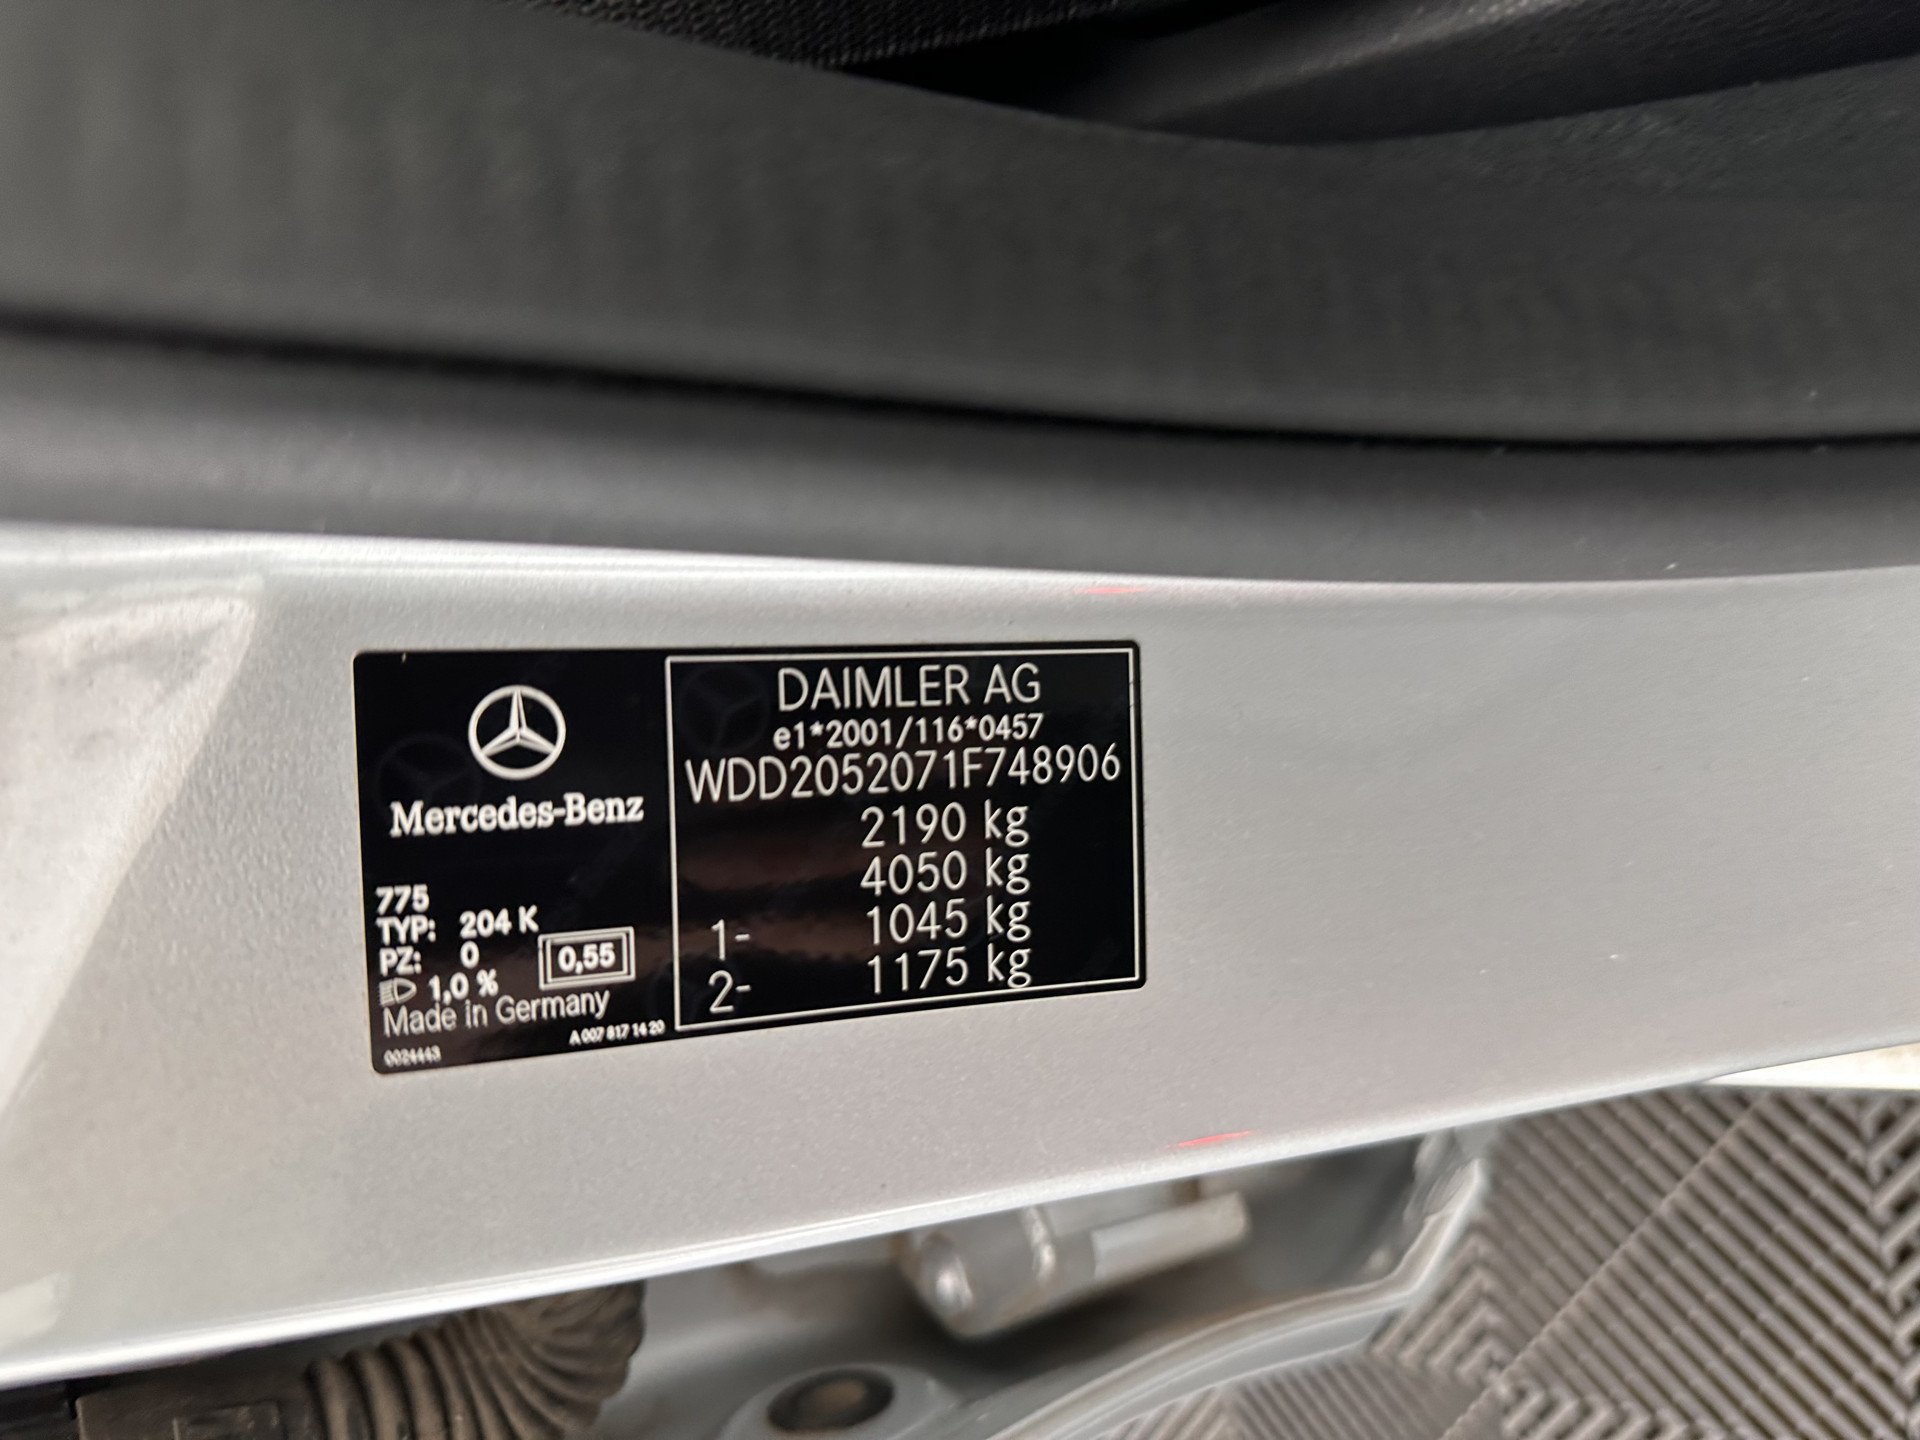 Mercedes-Benz
775
TYP: 204 K
PZ: 0
0,55
1,0 %
Made in Germany
A 007 817 14 20
0024443
DAIMLER AG
e1*2001/116*0457
WDD2052071F748906
2190 kg
4050 kg
1- 1045 kg
2- 1175 kg